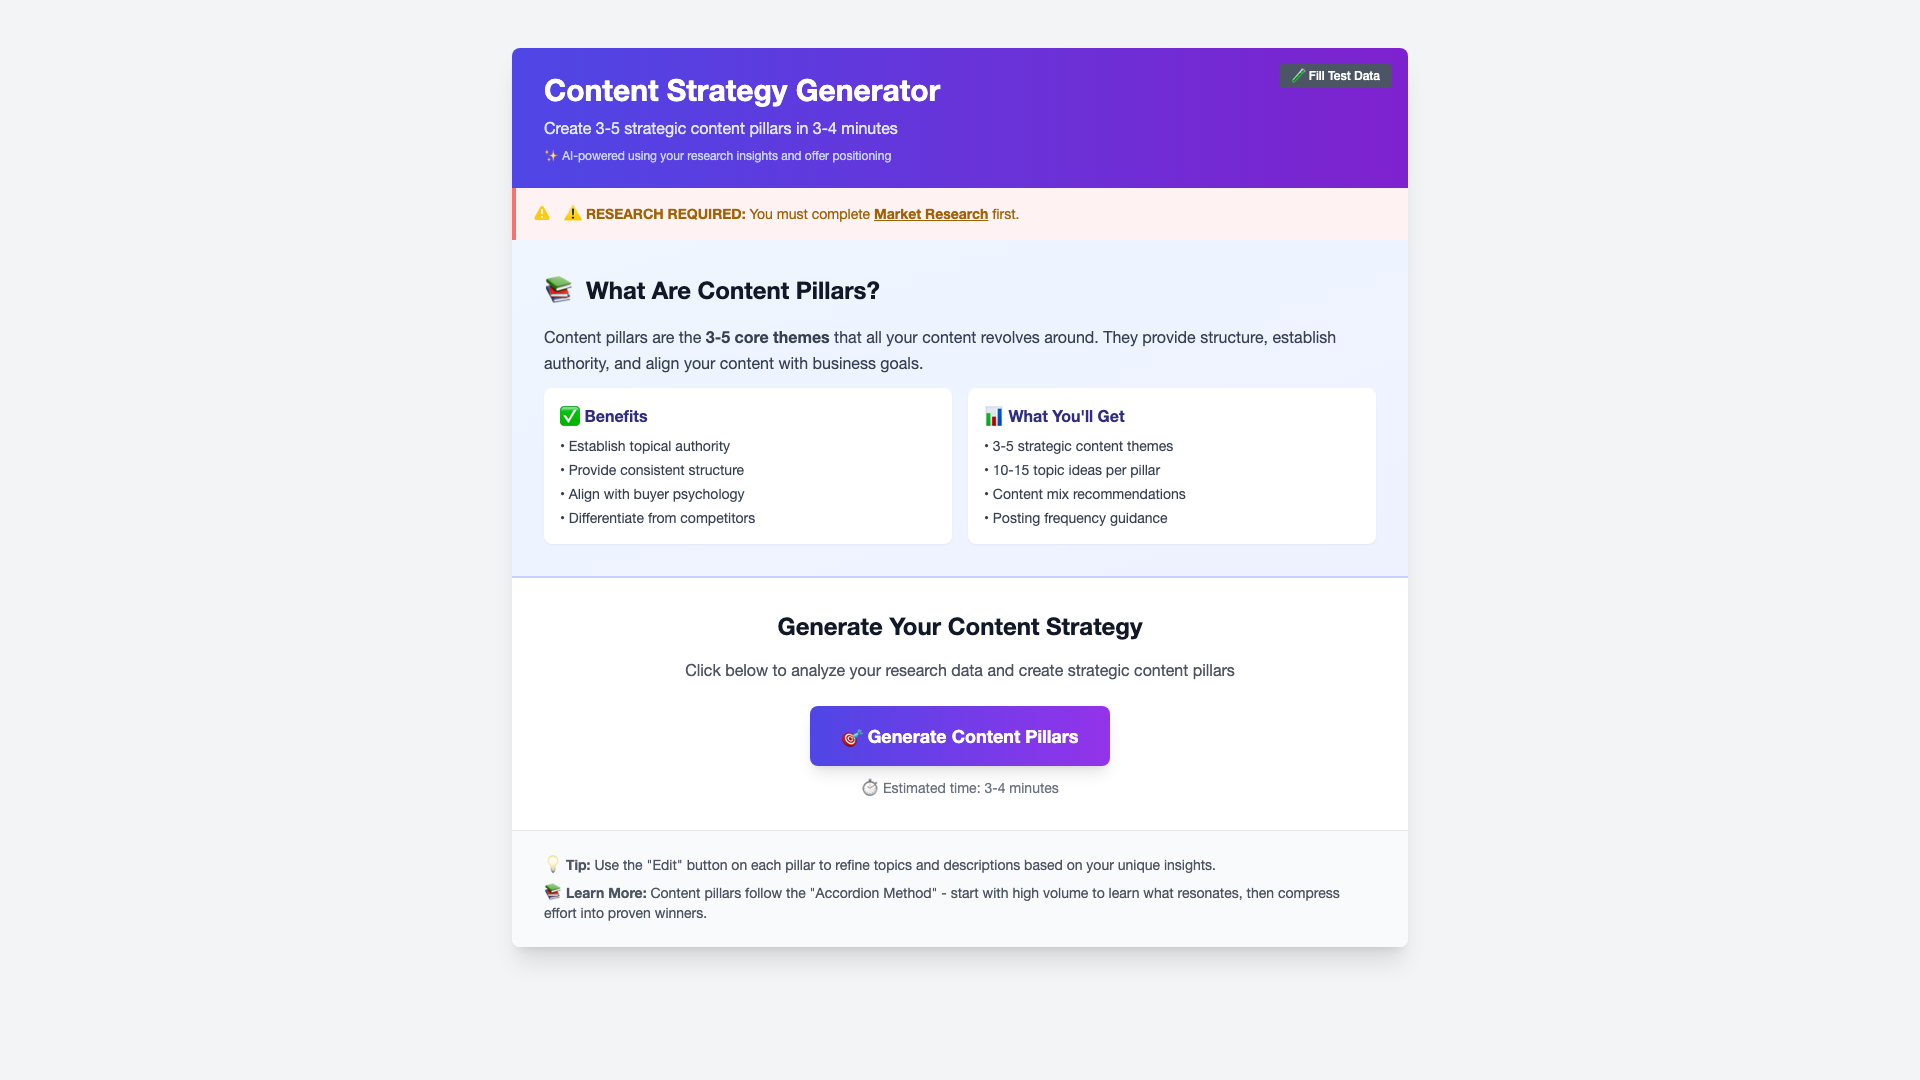 Content Strategy Generator
🧪 Fill Test Data
Create 3-5 strategic content pillars in 3-4 minutes
✨ AI-powered using your research insights and offer positioning
⚠️ RESEARCH REQUIRED: You must complete Market Research first.
📚 What Are Content Pillars?
Content pillars are the 3-5 core themes that all your content revolves around. They provide structure, establish
authority, and align your content with business goals.
✅ Benefits
• Establish topical authority
• Provide consistent structure
• Align with buyer psychology
• Differentiate from competitors
📊 What You'll Get
• 3-5 strategic content themes
• 10-15 topic ideas per pillar
• Content mix recommendations
• Posting frequency guidance
Generate Your Content Strategy
Click below to analyze your research data and create strategic content pillars
🎯 Generate Content Pillars
⏱️ Estimated time: 3-4 minutes
💡 Tip: Use the "Edit" button on each pillar to refine topics and descriptions based on your unique insights.
📚 Learn More: Content pillars follow the "Accordion Method" - start with high volume to learn what resonates, then compress
effort into proven winners.